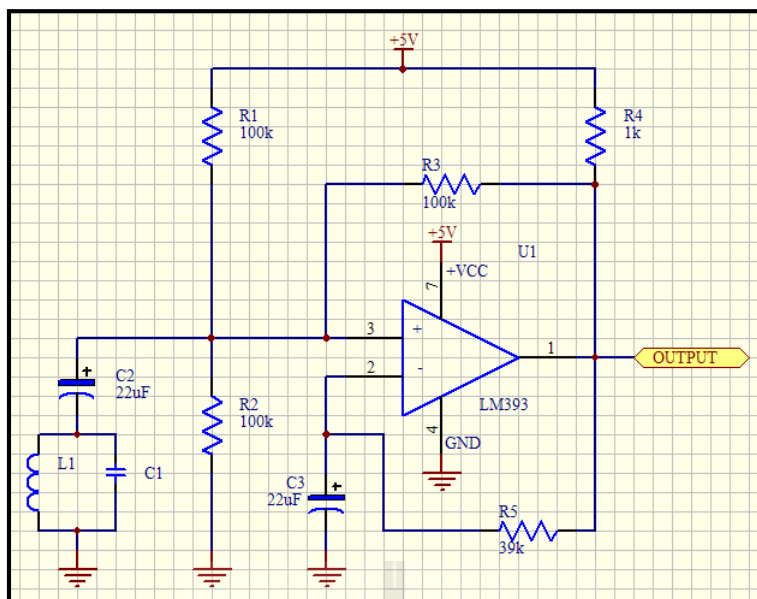 +5V
R1
100k
R4
1k
R3
100k
+5V
U1
+VCC
7
3
+
1
OUTPUT
2
-
C2
+
22uF
R2
100k
LM393
4
GND
L1
C1
C3
+
22uF
R5
39k